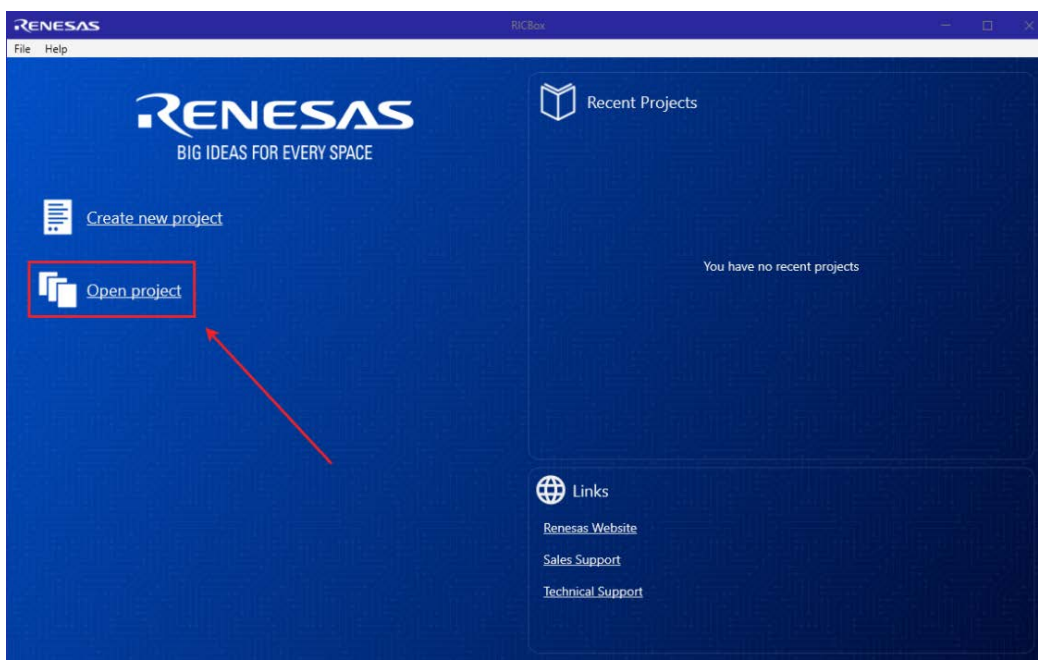 RENESAS
RICBox
File Help
RENESAS
BIG IDEAS FOR EVERY SPACE
Create new project
Open project
Recent Projects
You have no recent projects
Links
Renesas Website
Sales Support
Technical Support